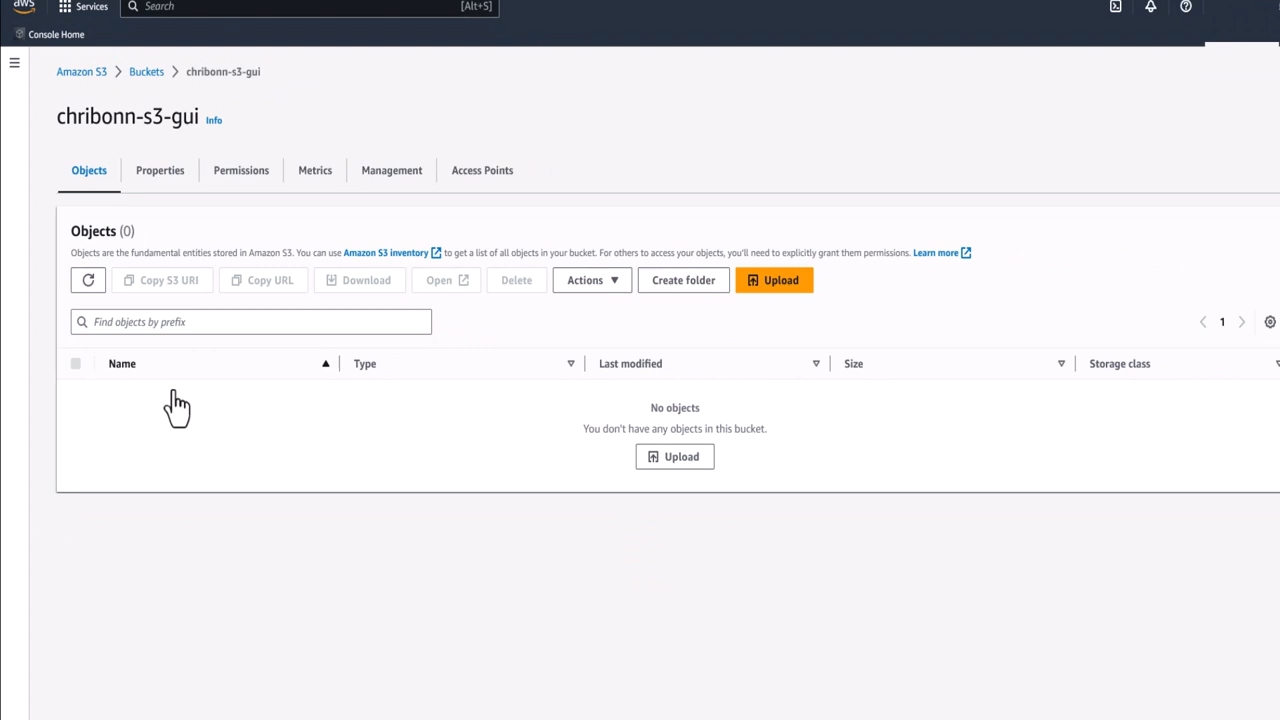 aws Services Search [Alt+S]
Console Home
Amazon S3 Buckets chribonn-s3-gui
chribonn-s3-gui Info
Objects Properties Permissions Metrics Management Access Points
Objects (0)
Objects are the fundamental entities stored in Amazon S3. You can use Amazon S3 inventory to get a list of all objects in your bucket. For others to access your objects, you'll need to explicitly grant them permissions. Learn more
Copy S3 URI Copy URL Download Open Delete Actions Create folder Upload
Find objects by prefix 1
Name Type Last modified Size Storage class
No objects
You don't have any objects in this bucket.
Upload